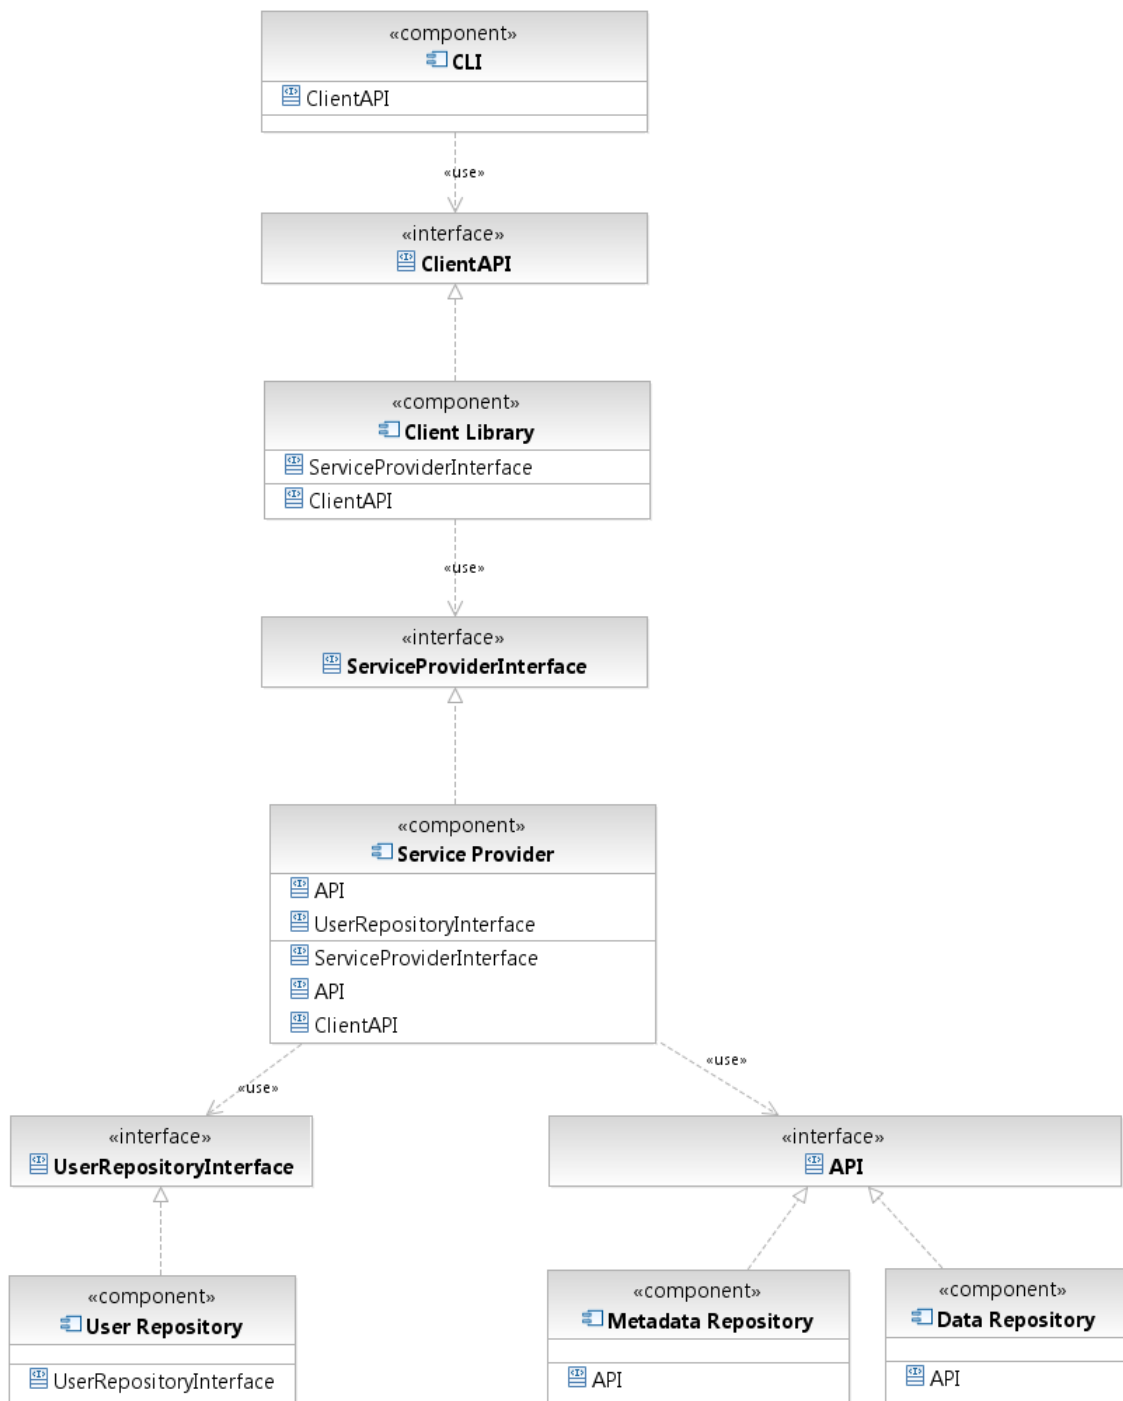 «component»
CLI
ClientAPI
«use»
«interface»
ClientAPI
«component»
Client Library
ServiceProviderInterface
ClientAPI
«use»
«interface»
ServiceProviderInterface
«component»
Service Provider
API
UserRepositoryInterface
ServiceProviderInterface
API
ClientAPI
«use»
«use»
«interface»
UserRepositoryInterface
«interface»
API
«component»
User Repository
UserRepositoryInterface
«component»
Metadata Repository
API
«component»
Data Repository
API